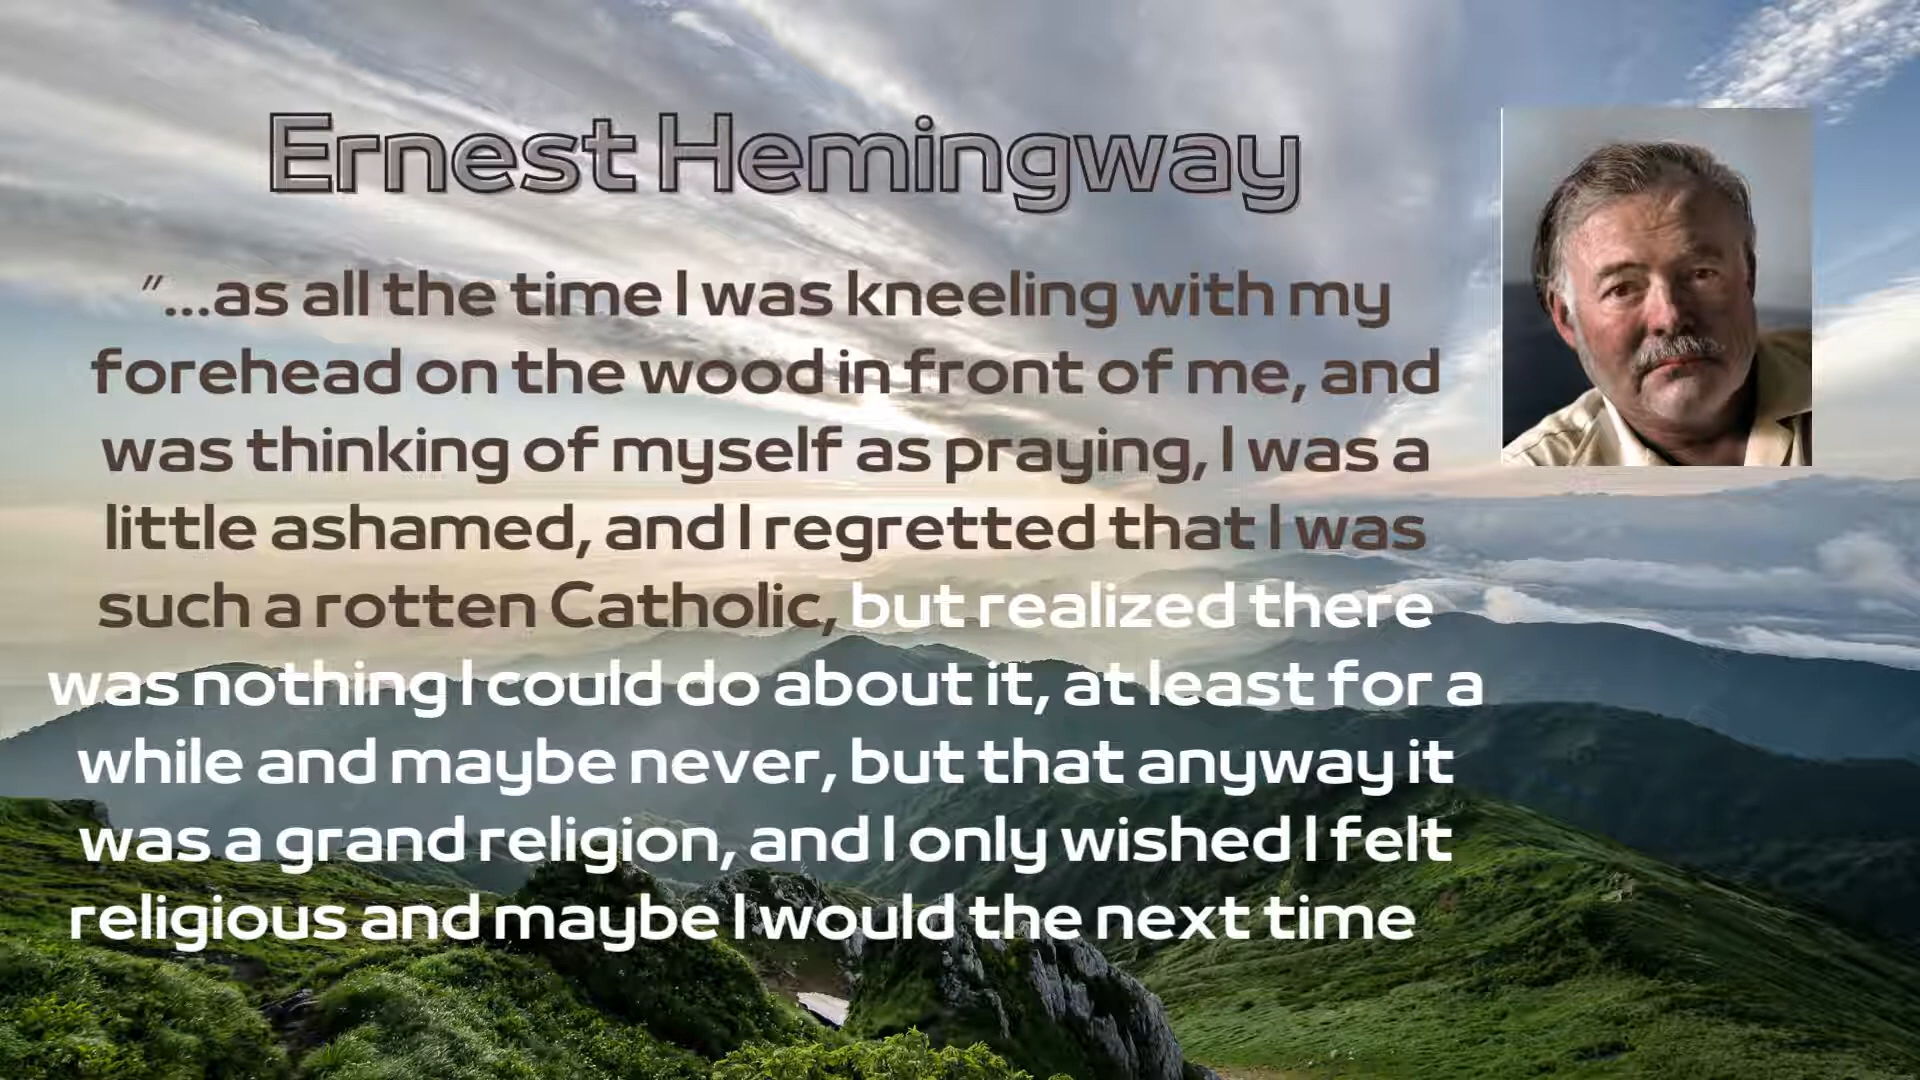 Ernest Hemingway
"...as all the time I was kneeling with my
forehead on the wood in front of me, and
was thinking of myself as praying, I was a
little ashamed, and I regretted that I was
such a rotten Catholic, but realized there
was nothing I could do about it, at least for a
while and maybe never, but that anyway it
was a grand religion, and I only wished I felt
religious and maybe I would the next time